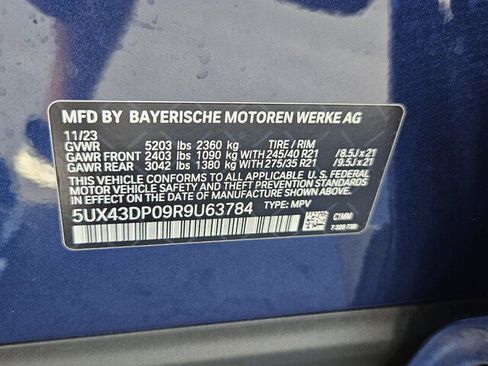 MFD BY BAYERISCHE MOTOREN WERKE AG
11/23
GVWR 5203 lbs 2360 kg TIRE / RIM
GAWR FRONT 2403 lbs 1090 kg WITH 245/40 R21 /8.5J x 21
GAWR REAR 3042 lbs 1380 kg WITH 275/35 R21 /9.5J x 21
THIS VEHICLE CONFORMS TO ALL APPLICABLE U.S. FEDERAL
MOTOR VEHICLE SAFETY STANDARDS IN EFFECT ON THE DATE
OF MANUFACTURE SHOWN ABOVE.
5UX43DP09R9U63784 TYPE: MPV
C1MM
7 320 730